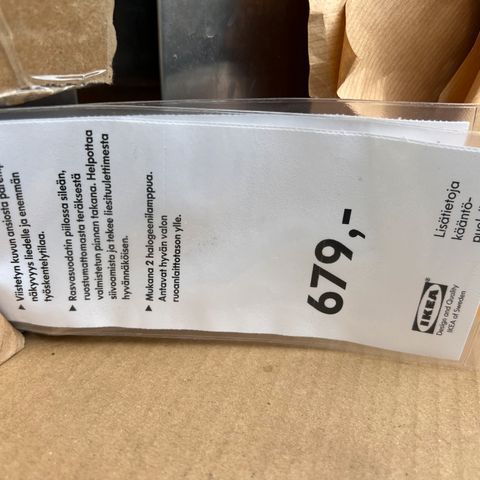 ▸ Viistetyn kuvun ansiosta
näkyvyys liedelle ja enemmän
työskentelytilaa.
▸ Rasvasuodatin piilossa sileän,
ruostumattomasta teräksestä
valmistetun pinnan takana. Helpottaa
siivoamista ja tekee liesituulettimesta
hyvännäköisen.
▸ Mukana 2 halogeenilamppua.
Antavat hyvän valon
ruoanlaittotason ylle.
679,-
Lisätietoja
kääntö-
IKEA
Design and Quality
IKEA of Sweden